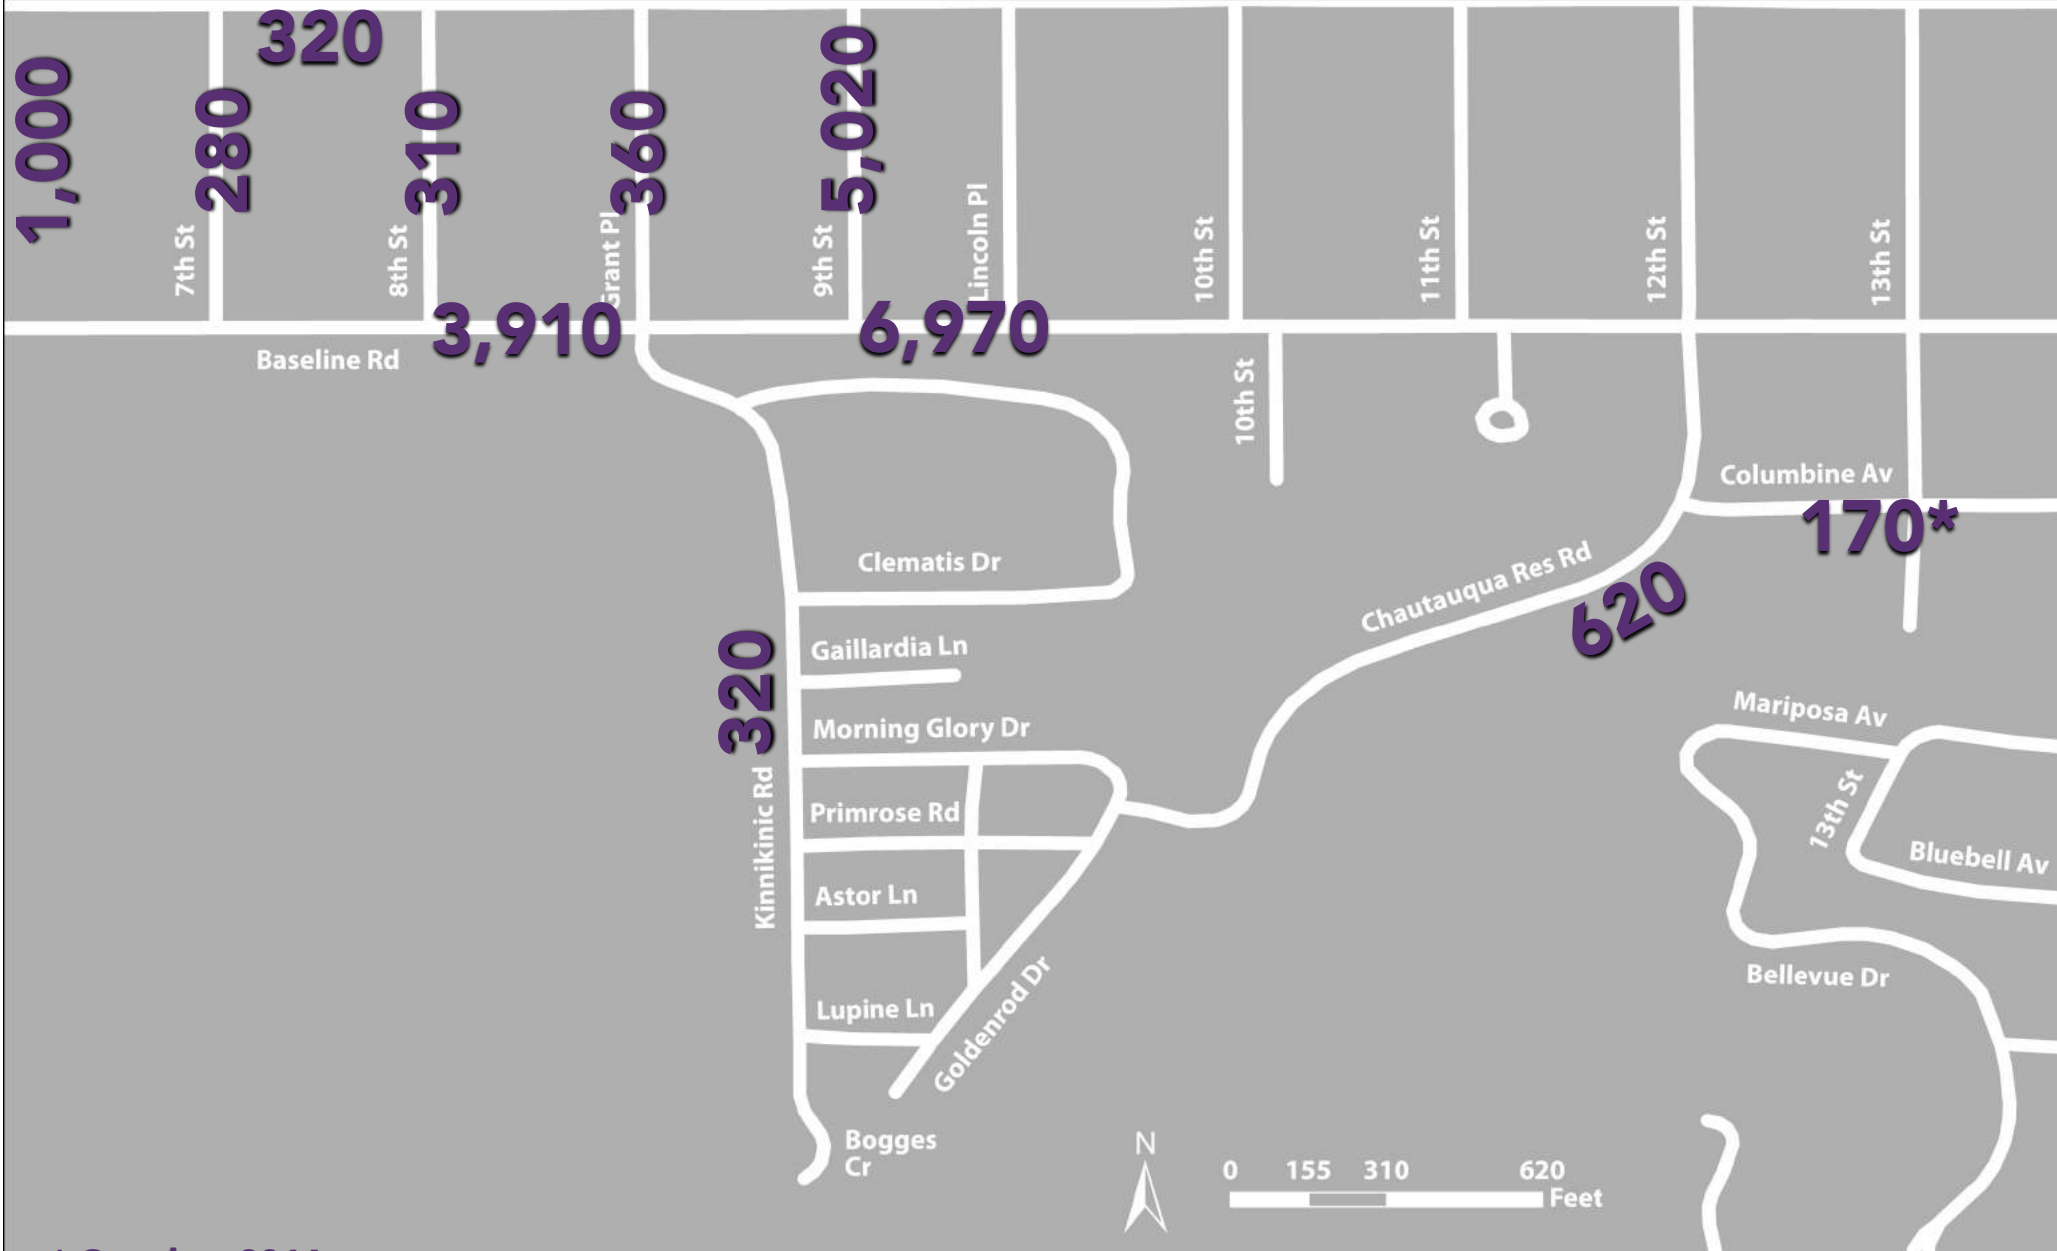 320
1,000
280
310
360
5,020
7th St
8th St
Grant Pl
9th St
Lincoln Pl
10th St
11th St
12th St
13th St
3,910
6,970
Baseline Rd
10th St
Columbine Av
170*
Clematis Dr
Chautauqua Res Rd
620
Gaillardia Ln
320
Morning Glory Dr
Mariposa Av
Kinnikinic Rd
Primrose Rd
13th St
Bluebell Av
Astor Ln
Bellevue Dr
Lupine Ln
Goldenrod Dr
Bogges
Cr
N
0 155 310 620
Feet